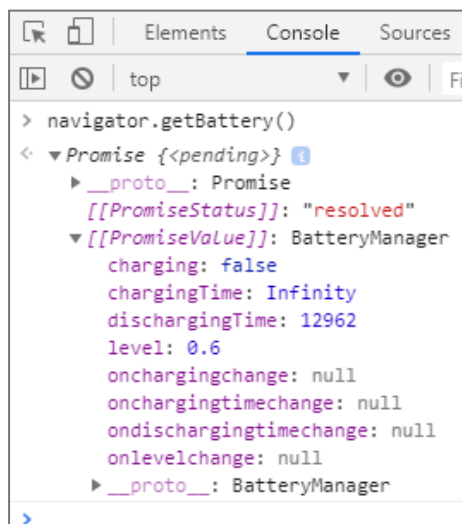 Elements Console Sources
top Fi
> navigator.getBattery()
Promise {<pending>} i
__proto__: Promise
[[PromiseStatus]]: "resolved"
[[PromiseValue]]: BatteryManager
charging: false
chargingTime: Infinity
dischargingTime: 12962
level: 0.6
onchargingchange: null
onchargingtimechange: null
ondischargingtimechange: null
onlevelchange: null
__proto__: BatteryManager
>